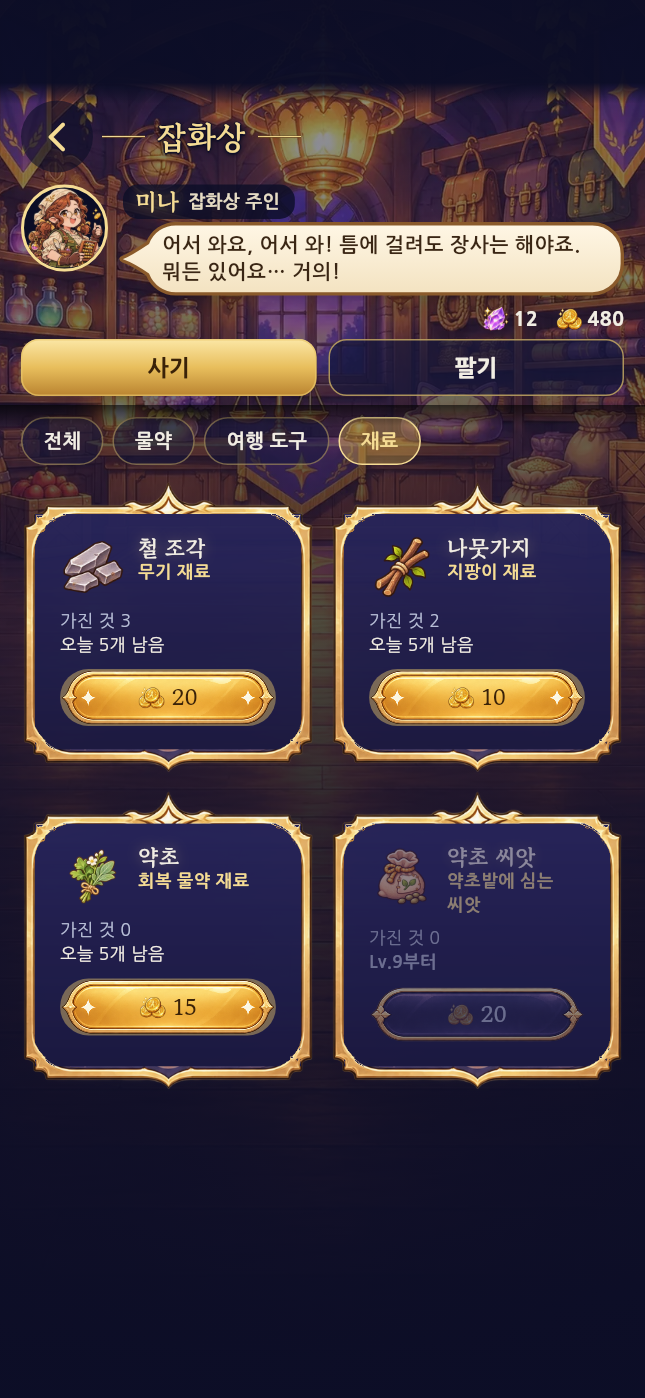 잡화상
미나 잡화상 주인
어서 와요, 어서 와! 틈에 걸려도 장사는 해야죠.
뭐든 있어요… 거의!
12 480
사기 팔기
전체 물약 여행 도구 재료
철 조각
무기 재료
가진 것 3
오늘 5개 남음
20
나뭇가지
지팡이 재료
가진 것 2
오늘 5개 남음
10
약초
회복 물약 재료
가진 것 0
오늘 5개 남음
15
약초 씨앗
약초밭에 심는
씨앗
가진 것 0
Lv.9부터
20